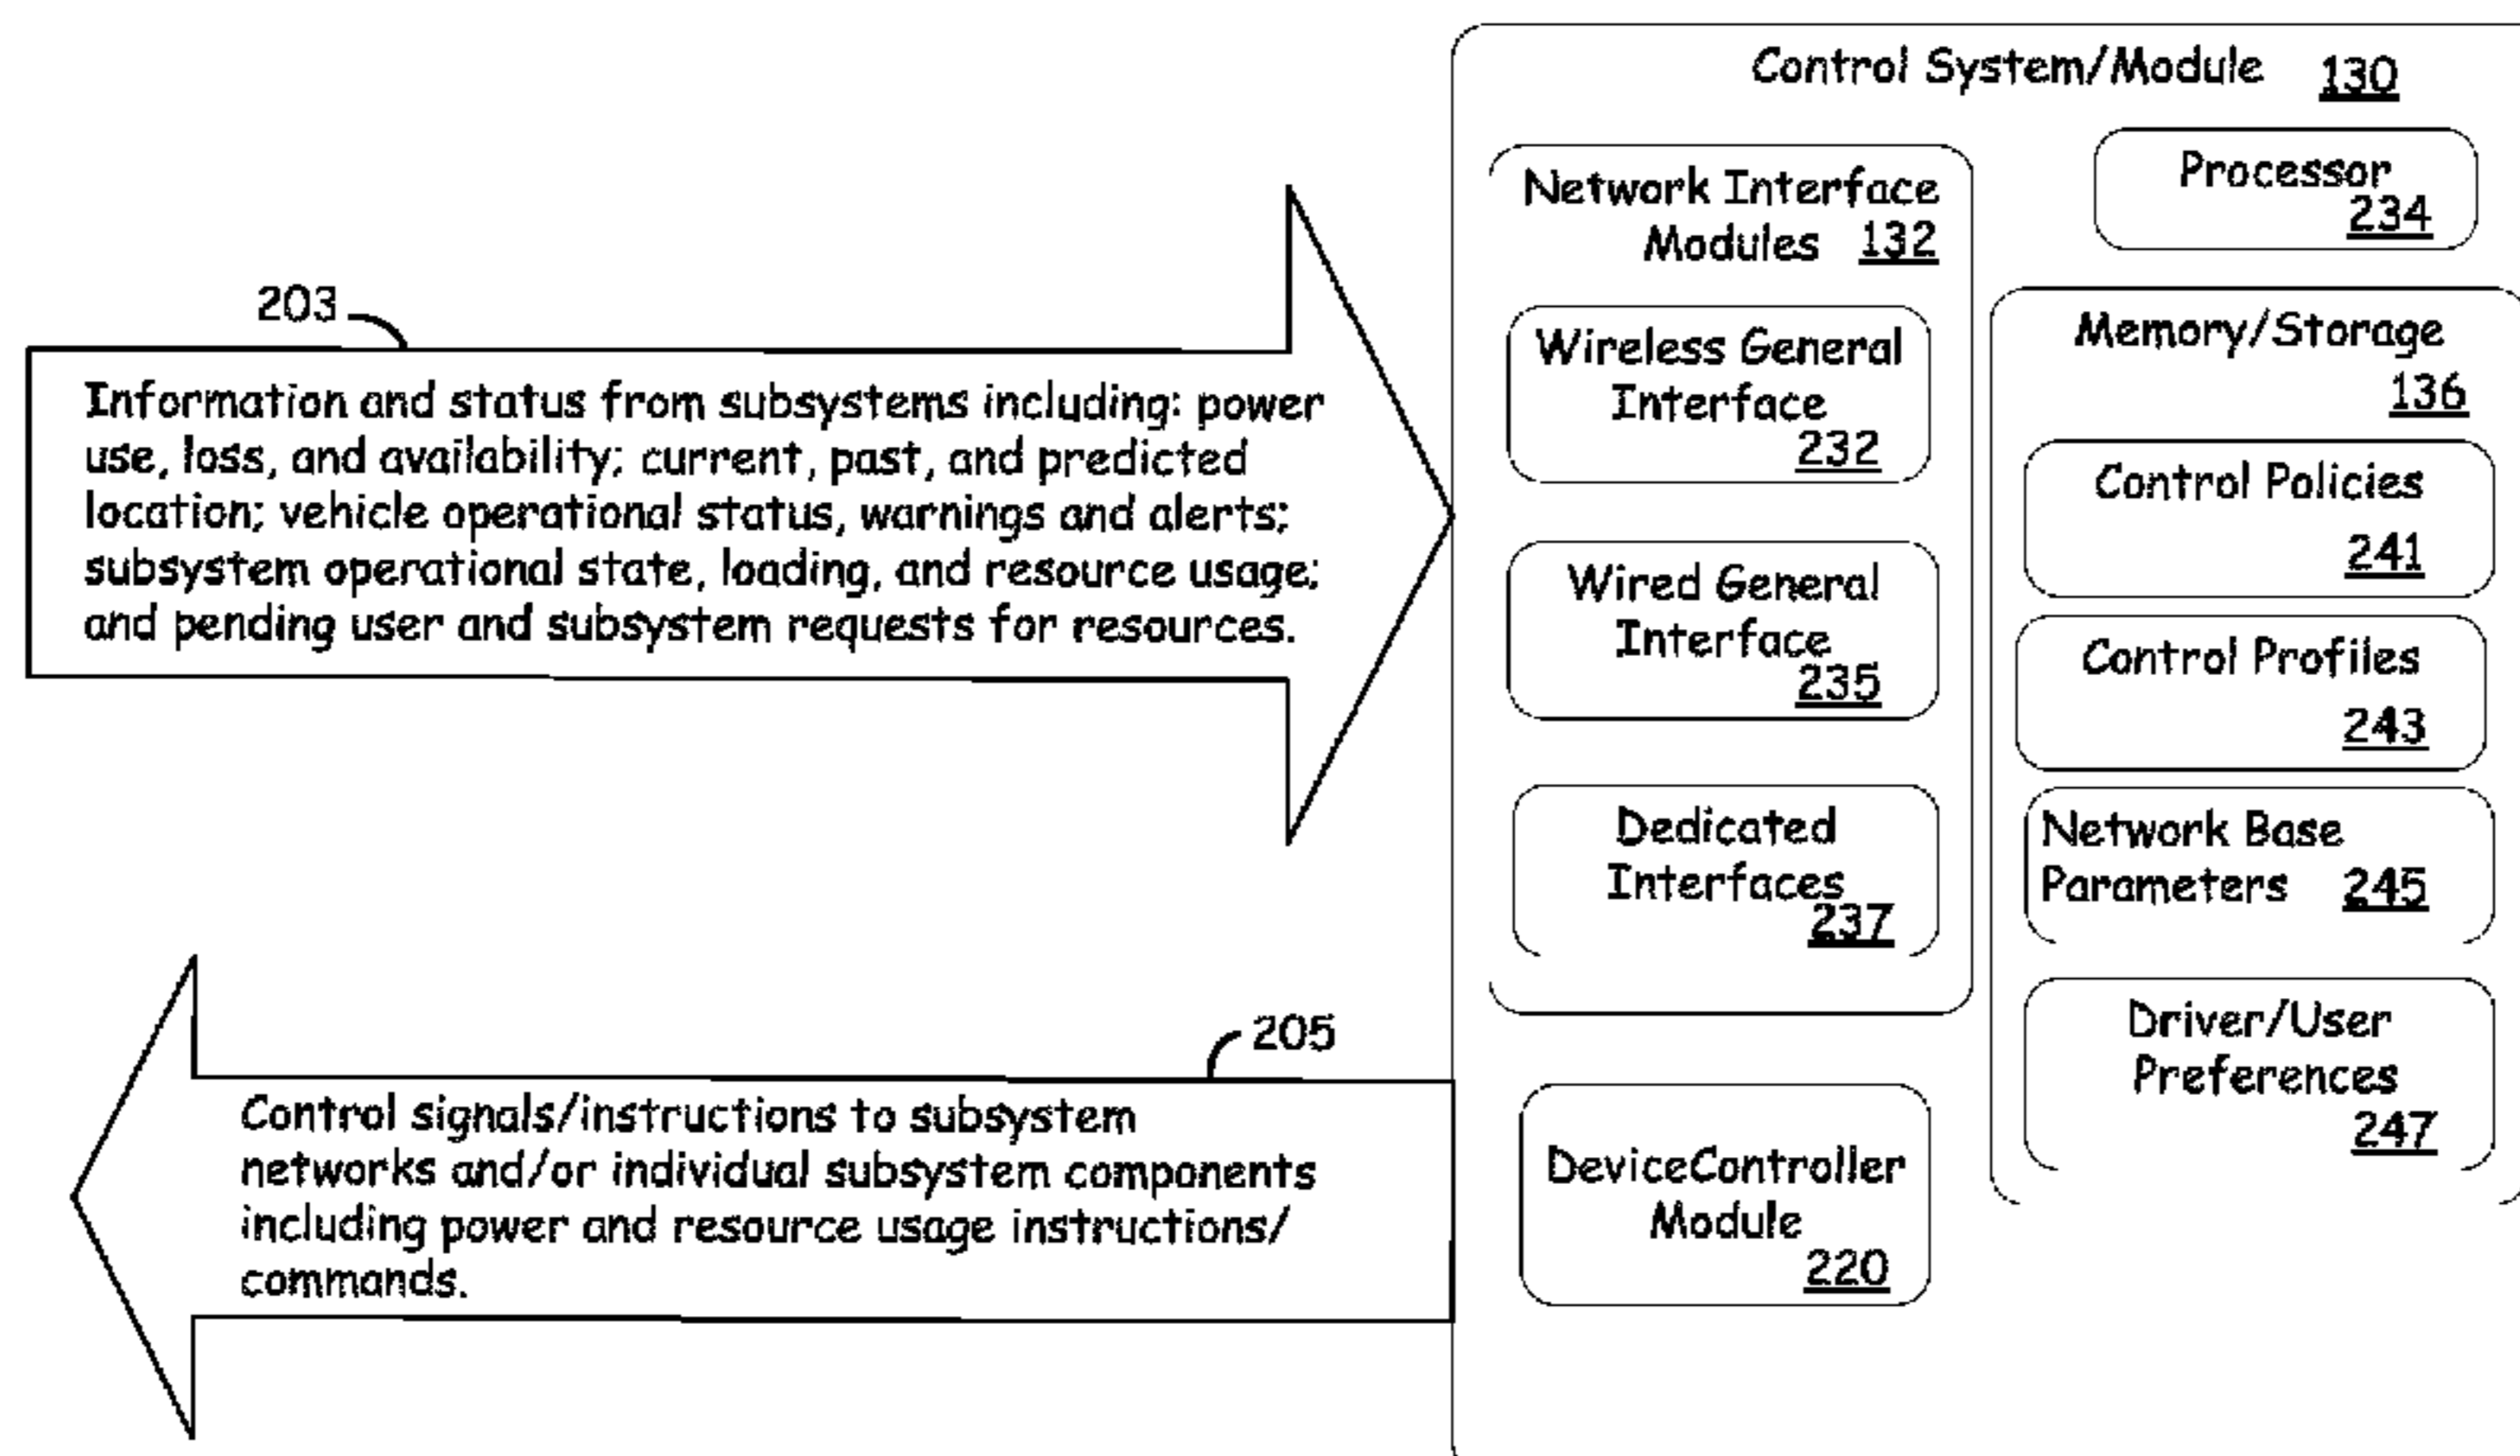 203
Information and status from subsystems including: power
use, loss, and availability; current, past, and predicted
location; vehicle operational status, warnings and alerts;
subsystem operational state, loading, and resource usage;
and pending user and subsystem requests for resources.
205
Control signals/instructions to subsystem
networks and/or individual subsystem components
including power and resource usage instructions/
commands.
Control System/Module 130
Network Interface
Modules 132
Wireless General
Interface
232
Wired General
Interface
235
Dedicated
Interfaces
237
DeviceController
Module
220
Processor
234
Memory/Storage
136
Control Policies
241
Control Profiles
243
Network Base
Parameters 245
Driver/User
Preferences
247